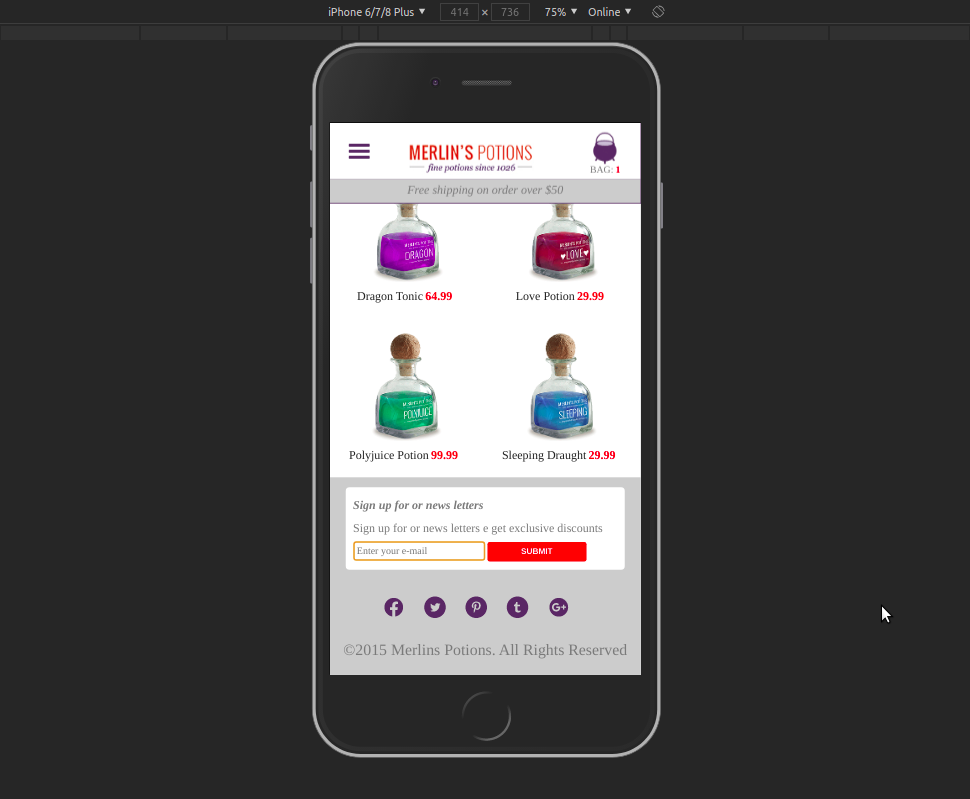 iPhone 6/7/8 Plus 414 × 736 75% Online
MERLIN'S POTIONS
fine potions since 1026
BAG: 1
Free shipping on order over $50
DRAGON
♥LOVE♥
Dragon Tonic 64.99
Love Potion 29.99
POLYJUICE
SLEEPING
Polyjuice Potion 99.99
Sleeping Draught 29.99
Sign up for or news letters
Sign up for or news letters e get exclusive discounts
Enter your e-mail SUBMIT
©2015 Merlins Potions. All Rights Reserved